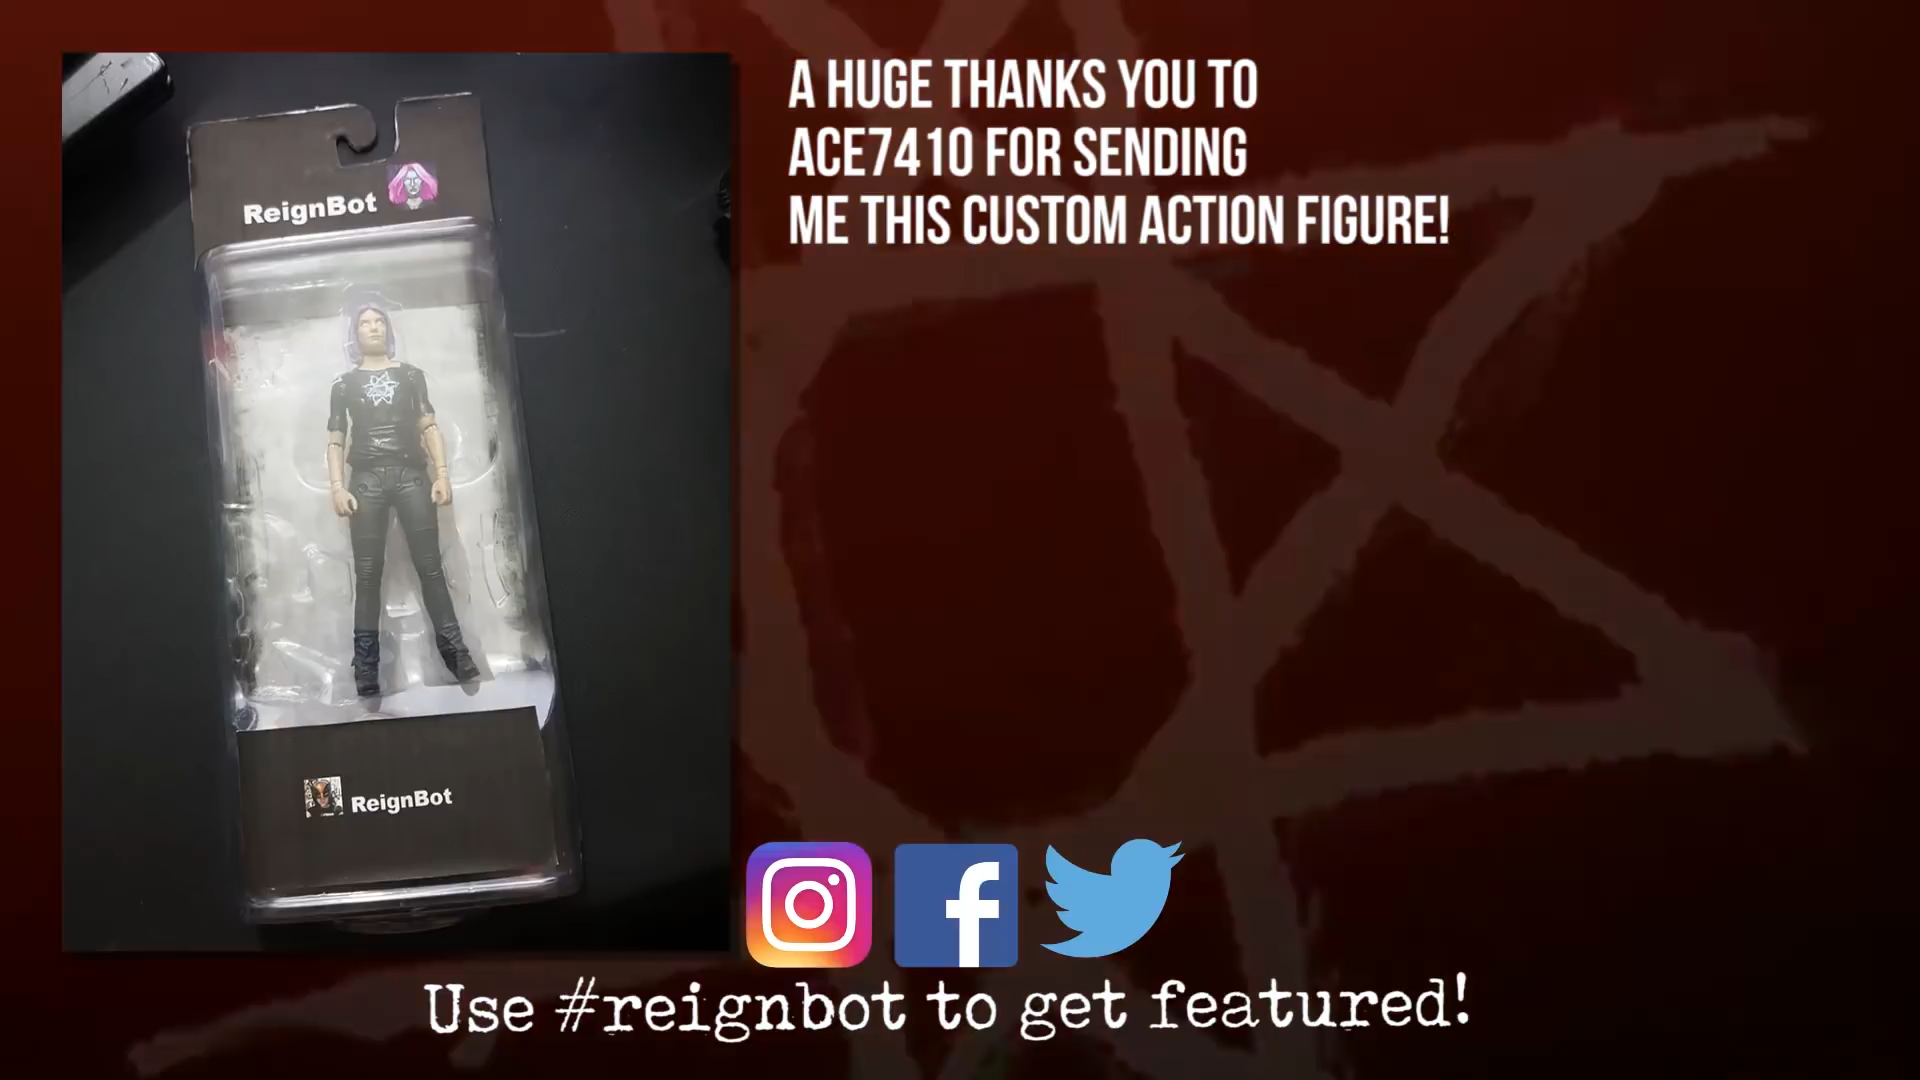 A HUGE THANKS YOU TO
ACE7410 FOR SENDING
ME THIS CUSTOM ACTION FIGURE!
ReignBot
ReignBot
Use #reignbot to get featured!